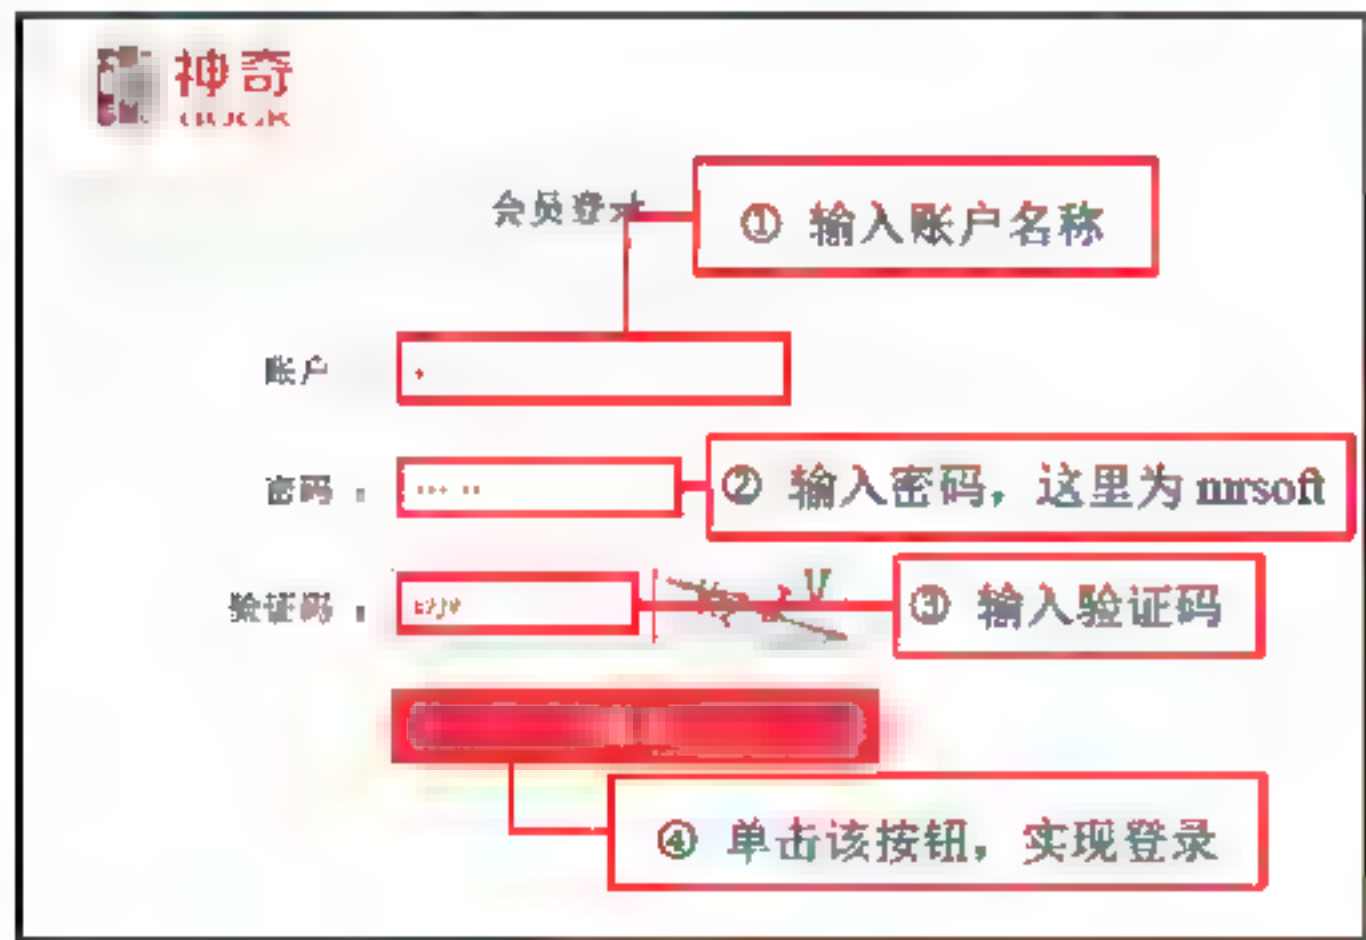 神奇
会员登录
① 输入账户名称
账户
密码：
② 输入密码，这里为 mrsoft
验证码：
③ 输入验证码
④ 单击该按钮，实现登录